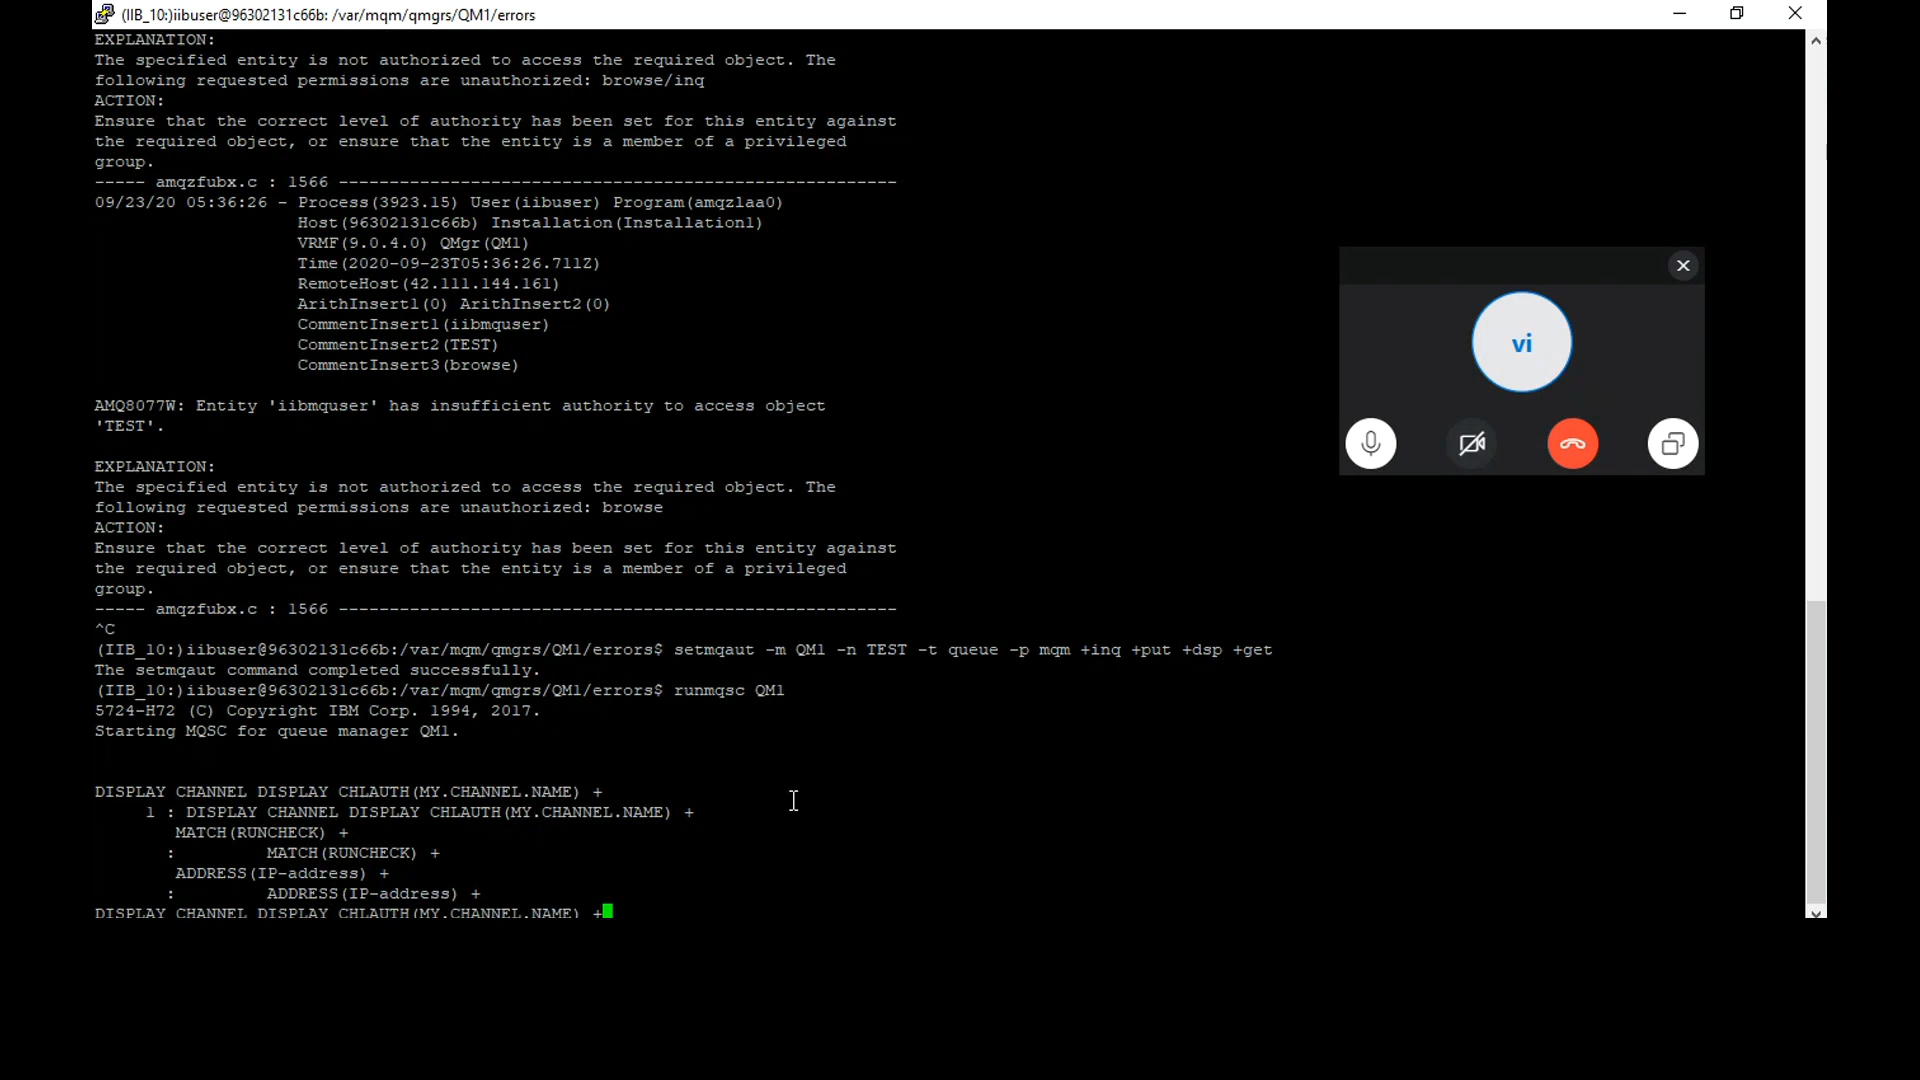 (IIB_10:)iibuser@96302131c66b: /var/mqm/qmgrs/QM1/errors
EXPLANATION:
The specified entity is not authorized to access the required object. The
following requested permissions are unauthorized: browse/inq
ACTION:
Ensure that the correct level of authority has been set for this entity against
the required object, or ensure that the entity is a member of a privileged
group.
----- amqzfubx.c : 1566 -------------------------------------------------------
09/23/20 05:36:26 - Process(3923.15) User(iibuser) Program(amqzlaa0)
Host(96302131c66b) Installation(Installation1)
VRMF(9.0.4.0) QMgr(QM1)
Time(2020-09-23T05:36:26.711Z)
RemoteHost(42.111.144.161)
ArithInsert1(0) ArithInsert2(0)
CommentInsert1(iibmquser)
CommentInsert2(TEST)
CommentInsert3(browse)
AMQ8077W: Entity 'iibmquser' has insufficient authority to access object
'TEST'.
EXPLANATION:
The specified entity is not authorized to access the required object. The
following requested permissions are unauthorized: browse
ACTION:
Ensure that the correct level of authority has been set for this entity against
the required object, or ensure that the entity is a member of a privileged
group.
----- amqzfubx.c : 1566 -------------------------------------------------------
^C
(IIB_10:)iibuser@96302131c66b:/var/mqm/qmgrs/QM1/errors$ setmqaut -m QM1 -n TEST -t queue -p mqm +inq +put +dsp +get
The setmqaut command completed successfully.
(IIB_10:)iibuser@96302131c66b:/var/mqm/qmgrs/QM1/errors$ runmqsc QM1
5724-H72 (C) Copyright IBM Corp. 1994, 2017.
Starting MQSC for queue manager QM1.
DISPLAY CHANNEL DISPLAY CHLAUTH(MY.CHANNEL.NAME) +
1 : DISPLAY CHANNEL DISPLAY CHLAUTH(MY.CHANNEL.NAME) +
MATCH(RUNCHECK) +
: MATCH(RUNCHECK) +
ADDRESS(IP-address) +
: ADDRESS(IP-address) +
DISPLAY CHANNEL DISPLAY CHLAUTH(MY.CHANNEL.NAME) +
vi